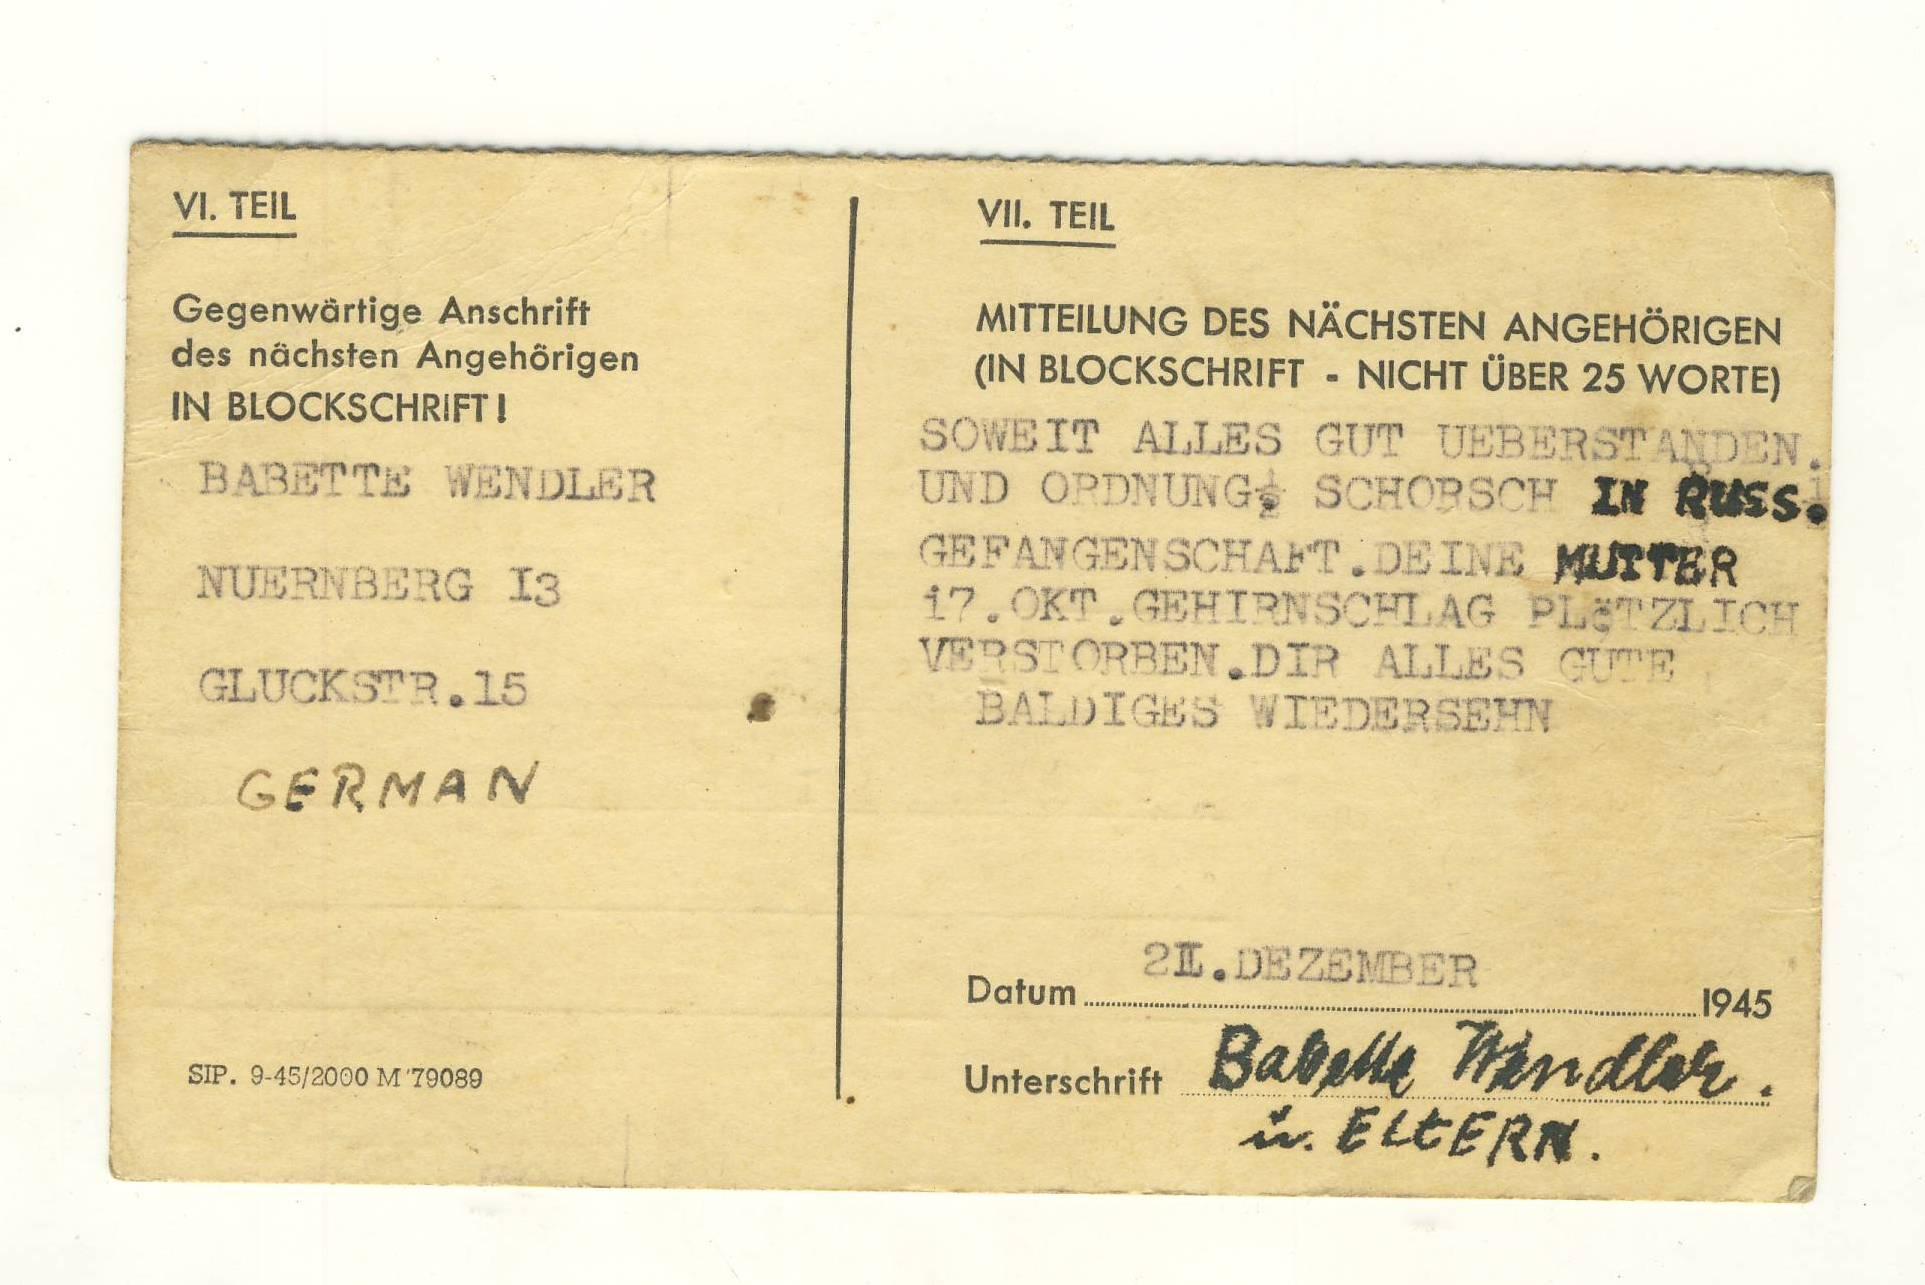 VI. TEIL
Gegenwärtige Anschrift
des nächsten Angehörigen
IN BLOCKSCHRIFT!
BABETTE WENDLER
NUERNBERG I3
GLUCKSTR.15
GERMAN
SIP. 9-45/2000 M 79089
VII. TEIL
MITTEILUNG DES NÄCHSTEN ANGEHÖRIGEN
(IN BLOCKSCHRIFT - NICHT ÜBER 25 WORTE)
SOWEIT ALLES GUT UEBERSTANDEN.
UND ORDNUNG. SCHORSCH IN RUSS.
GEFANGENSCHAFT.DEINE MUTTER
17.OKT.GEHIRNSCHLAG PLöTZLICH
VERSTORBEN.DIR ALLES GUTE
BALDIGES WIEDERSEHN
Datum 2I.DEZEMBER 1945
Unterschrift Babette Wendler.
u. ELtERN.